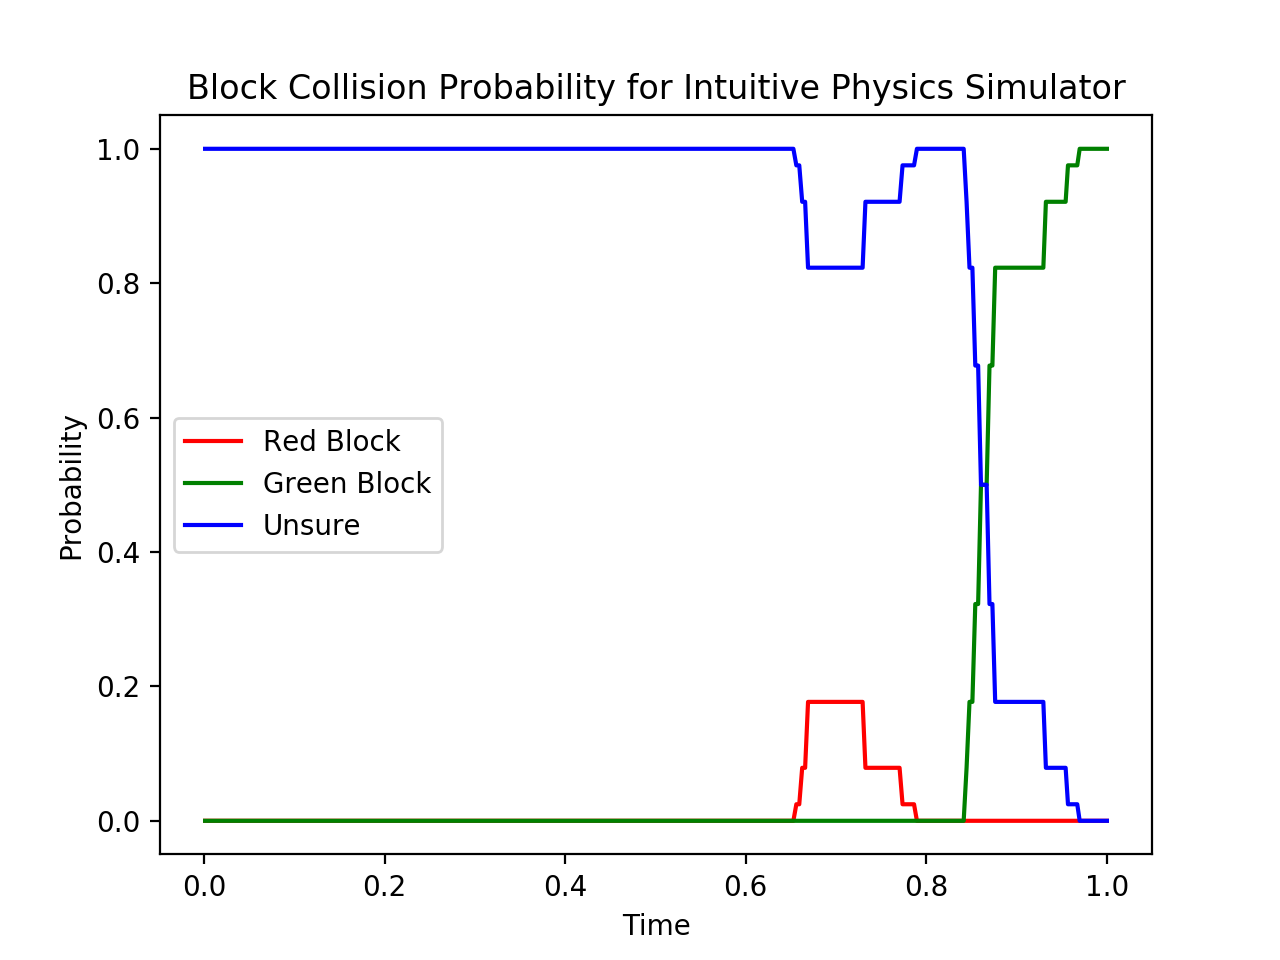 Block Collision Probability for Intuitive Physics Simulator
1.0
0.8
0.6
0.4
0.2
0.0
Probability
Red Block
Green Block
Unsure
0.0 0.2 0.4 0.6 0.8 1.0
Time